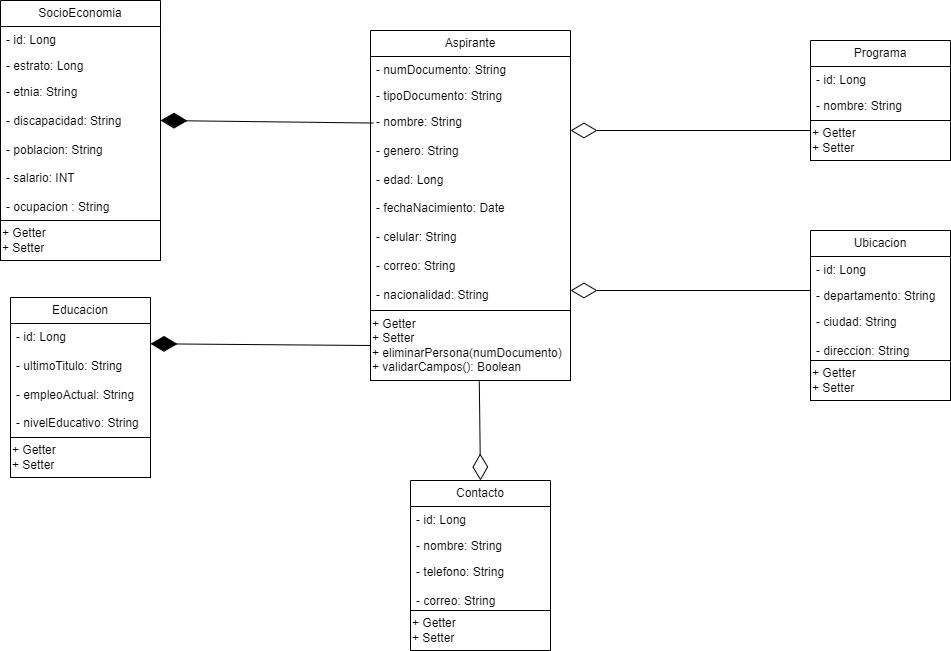 SocioEconomia
- id: Long
- estrato: Long
- etnia: String
- discapacidad: String
- poblacion: String
- salario: INT
- ocupacion : String
+ Getter
+ Setter
Aspirante
- numDocumento: String
- tipoDocumento: String
- nombre: String
- genero: String
- edad: Long
- fechaNacimiento: Date
- celular: String
- correo: String
- nacionalidad: String
+ Getter
+ Setter
+ eliminarPersona(numDocumento)
+ validarCampos(): Boolean
Programa
- id: Long
- nombre: String
+ Getter
+ Setter
Ubicacion
- id: Long
- departamento: String
- ciudad: String
- direccion: String
+ Getter
+ Setter
Educacion
- id: Long
- ultimoTitulo: String
- empleoActual: String
- nivelEducativo: String
+ Getter
+ Setter
Contacto
- id: Long
- nombre: String
- telefono: String
- correo: String
+ Getter
+ Setter